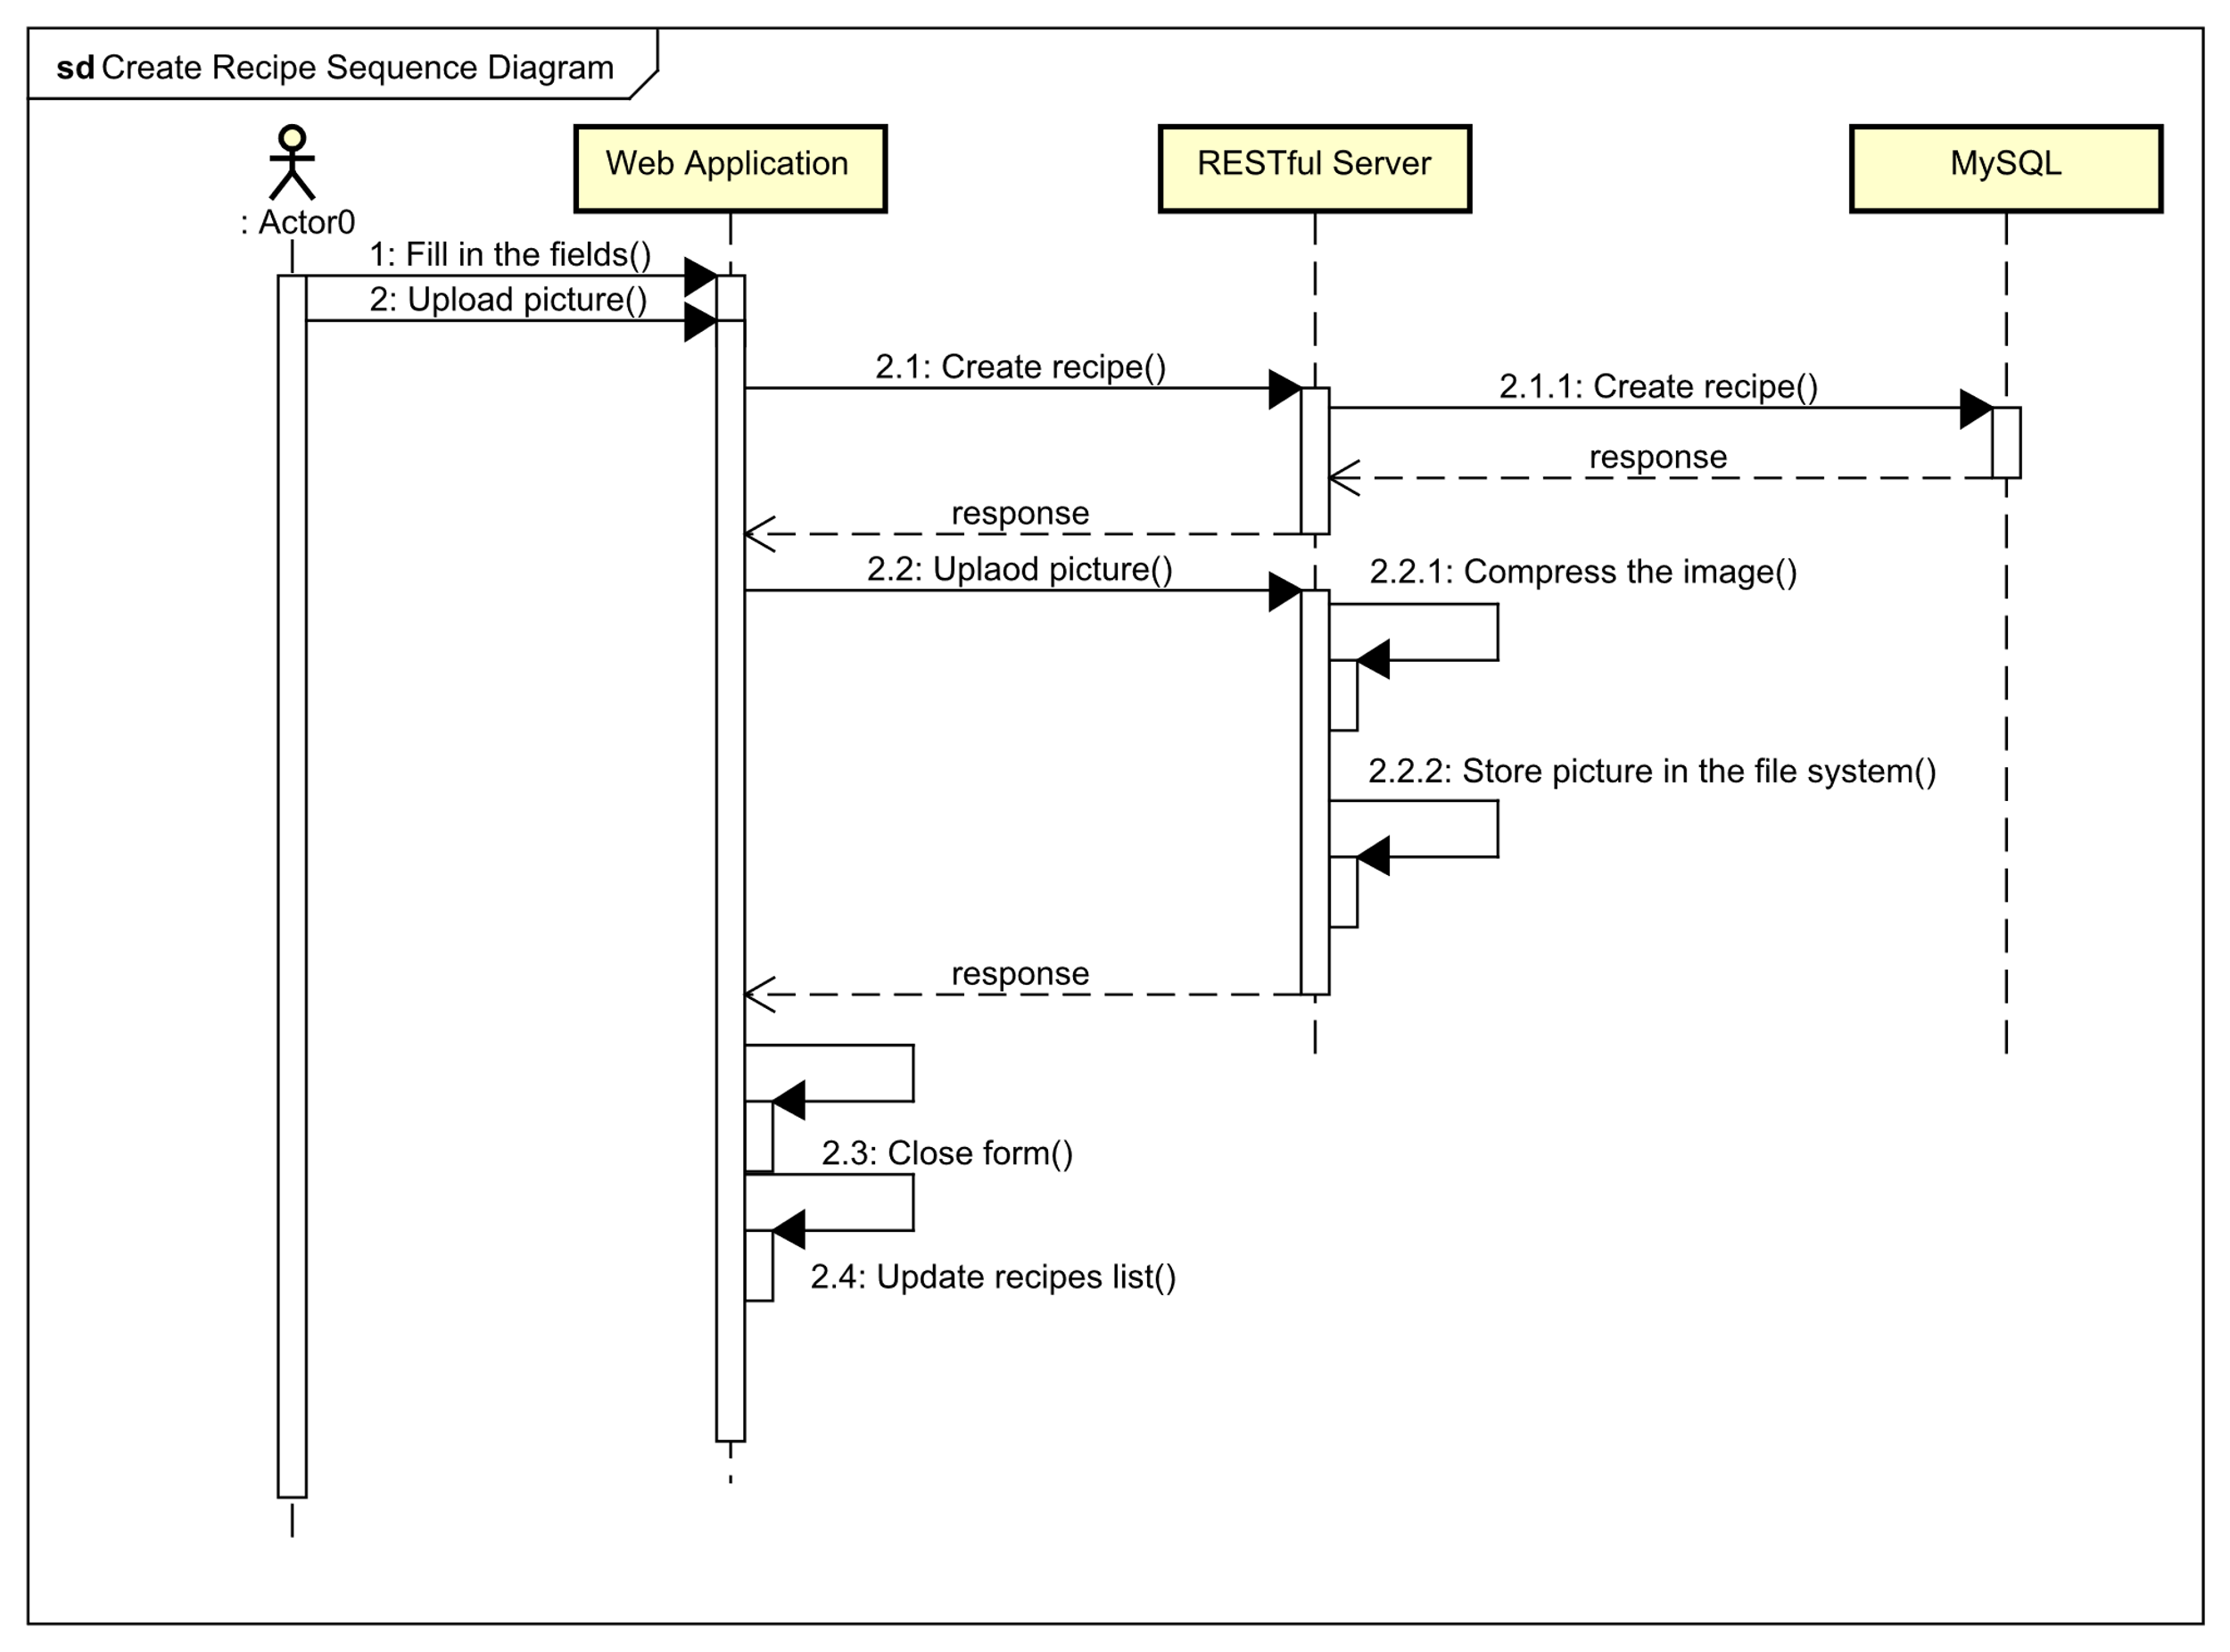 sd Create Recipe Sequence Diagram
: Actor0
Web Application
RESTful Server
MySQL
1: Fill in the fields()
2: Upload picture()
2.1: Create recipe()
2.1.1: Create recipe()
response
response
2.2: Uplaod picture()
2.2.1: Compress the image()
2.2.2: Store picture in the file system()
response
2.3: Close form()
2.4: Update recipes list()